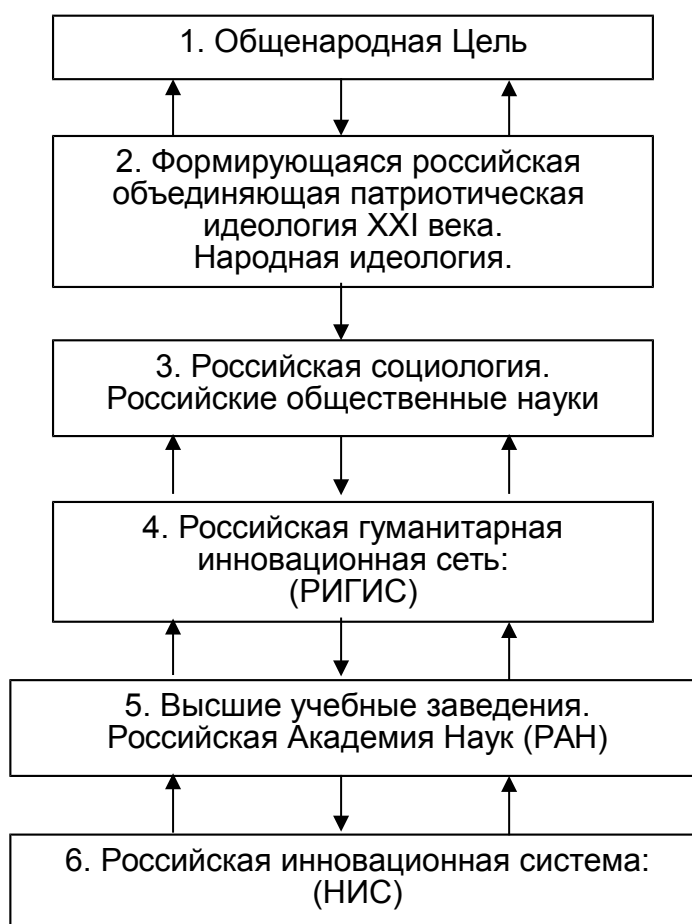 1. Общенародная Цель
2. Формирующаяся российская
объединяющая патриотическая
идеология XXI века.
Народная идеология.
3. Российская социология.
Российские общественные науки
4. Российская гуманитарная
инновационная сеть:
(РИГИС)
5. Высшие учебные заведения.
Российская Академия Наук (РАН)
6. Российская инновационная система:
(НИС)